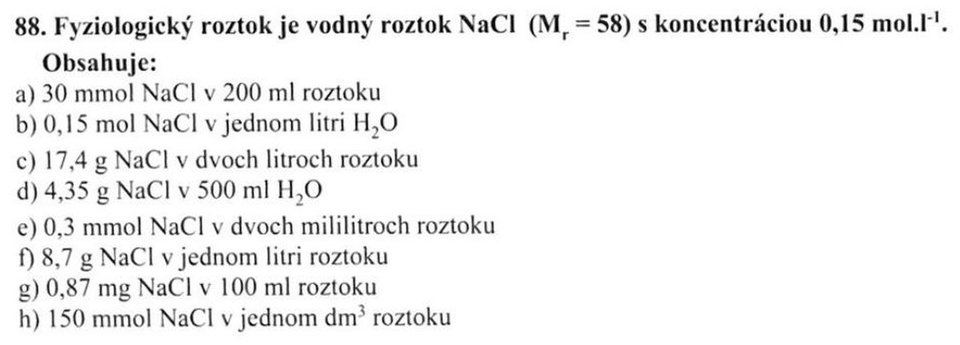 88. Fyziologický roztok je vodný roztok NaCl (Mᵣ = 58) s koncentráciou 0,15 mol.l⁻¹.
Obsahuje:
a) 30 mmol NaCl v 200 ml roztoku
b) 0,15 mol NaCl v jednom litri H₂O
c) 17,4 g NaCl v dvoch litroch roztoku
d) 4,35 g NaCl v 500 ml H₂O
e) 0,3 mmol NaCl v dvoch mililitroch roztoku
f) 8,7 g NaCl v jednom litri roztoku
g) 0,87 mg NaCl v 100 ml roztoku
h) 150 mmol NaCl v jednom dm³ roztoku